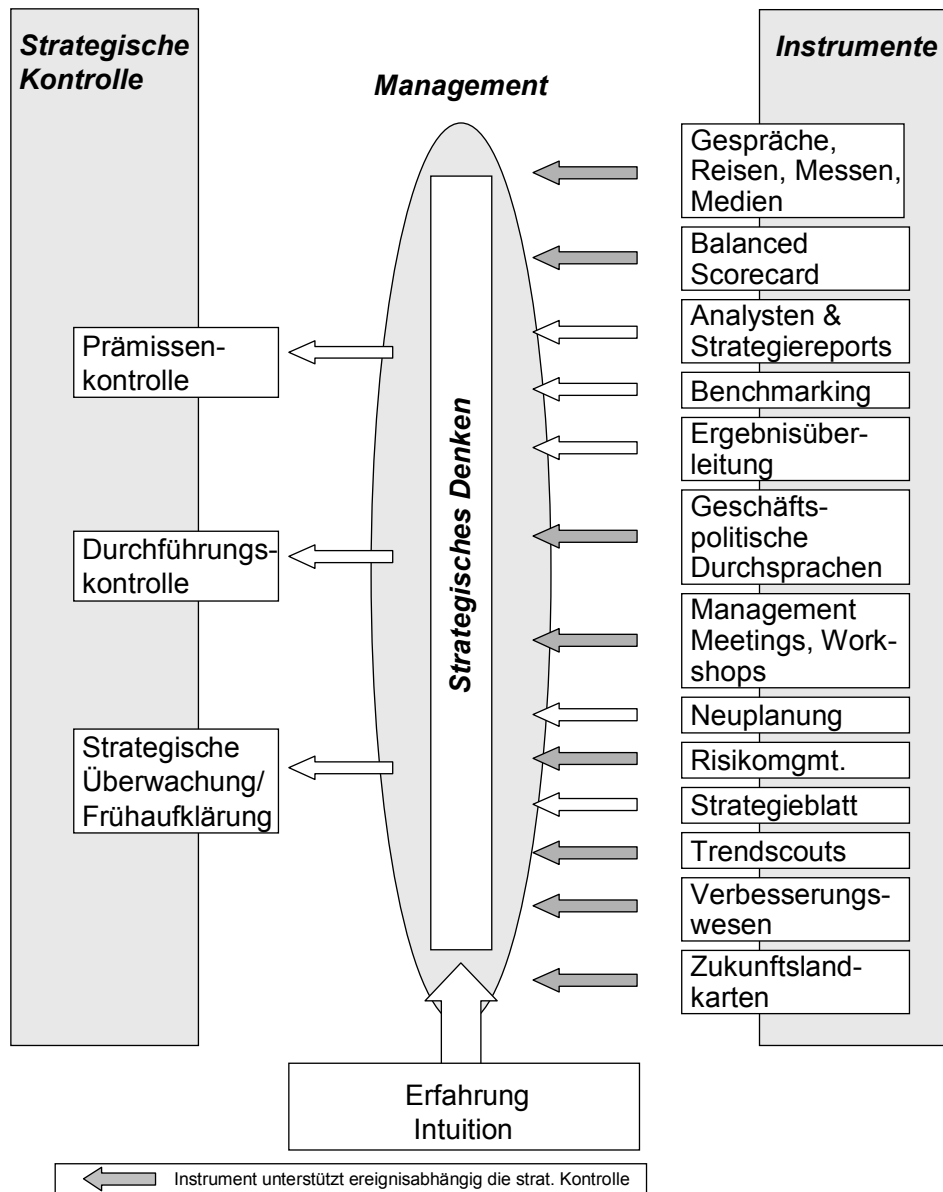 Strategische
Kontrolle
Management
Instrumente
Prämissen-
kontrolle
Durchführungs-
kontrolle
Strategische
Überwachung/
Frühaufklärung
Strategisches Denken
Gespräche,
Reisen, Messen,
Medien
Balanced
Scorecard
Analysten &
Strategiereports
Benchmarking
Ergebnisüber-
leitung
Geschäfts-
politische
Durchsprachen
Management
Meetings, Work-
shops
Neuplanung
Risikomgmt.
Strategieblatt
Trendscouts
Verbesserungs-
wesen
Zukunftsland-
karten
Erfahrung
Intuition
Instrument unterstützt ereignisabhängig die strat. Kontrolle